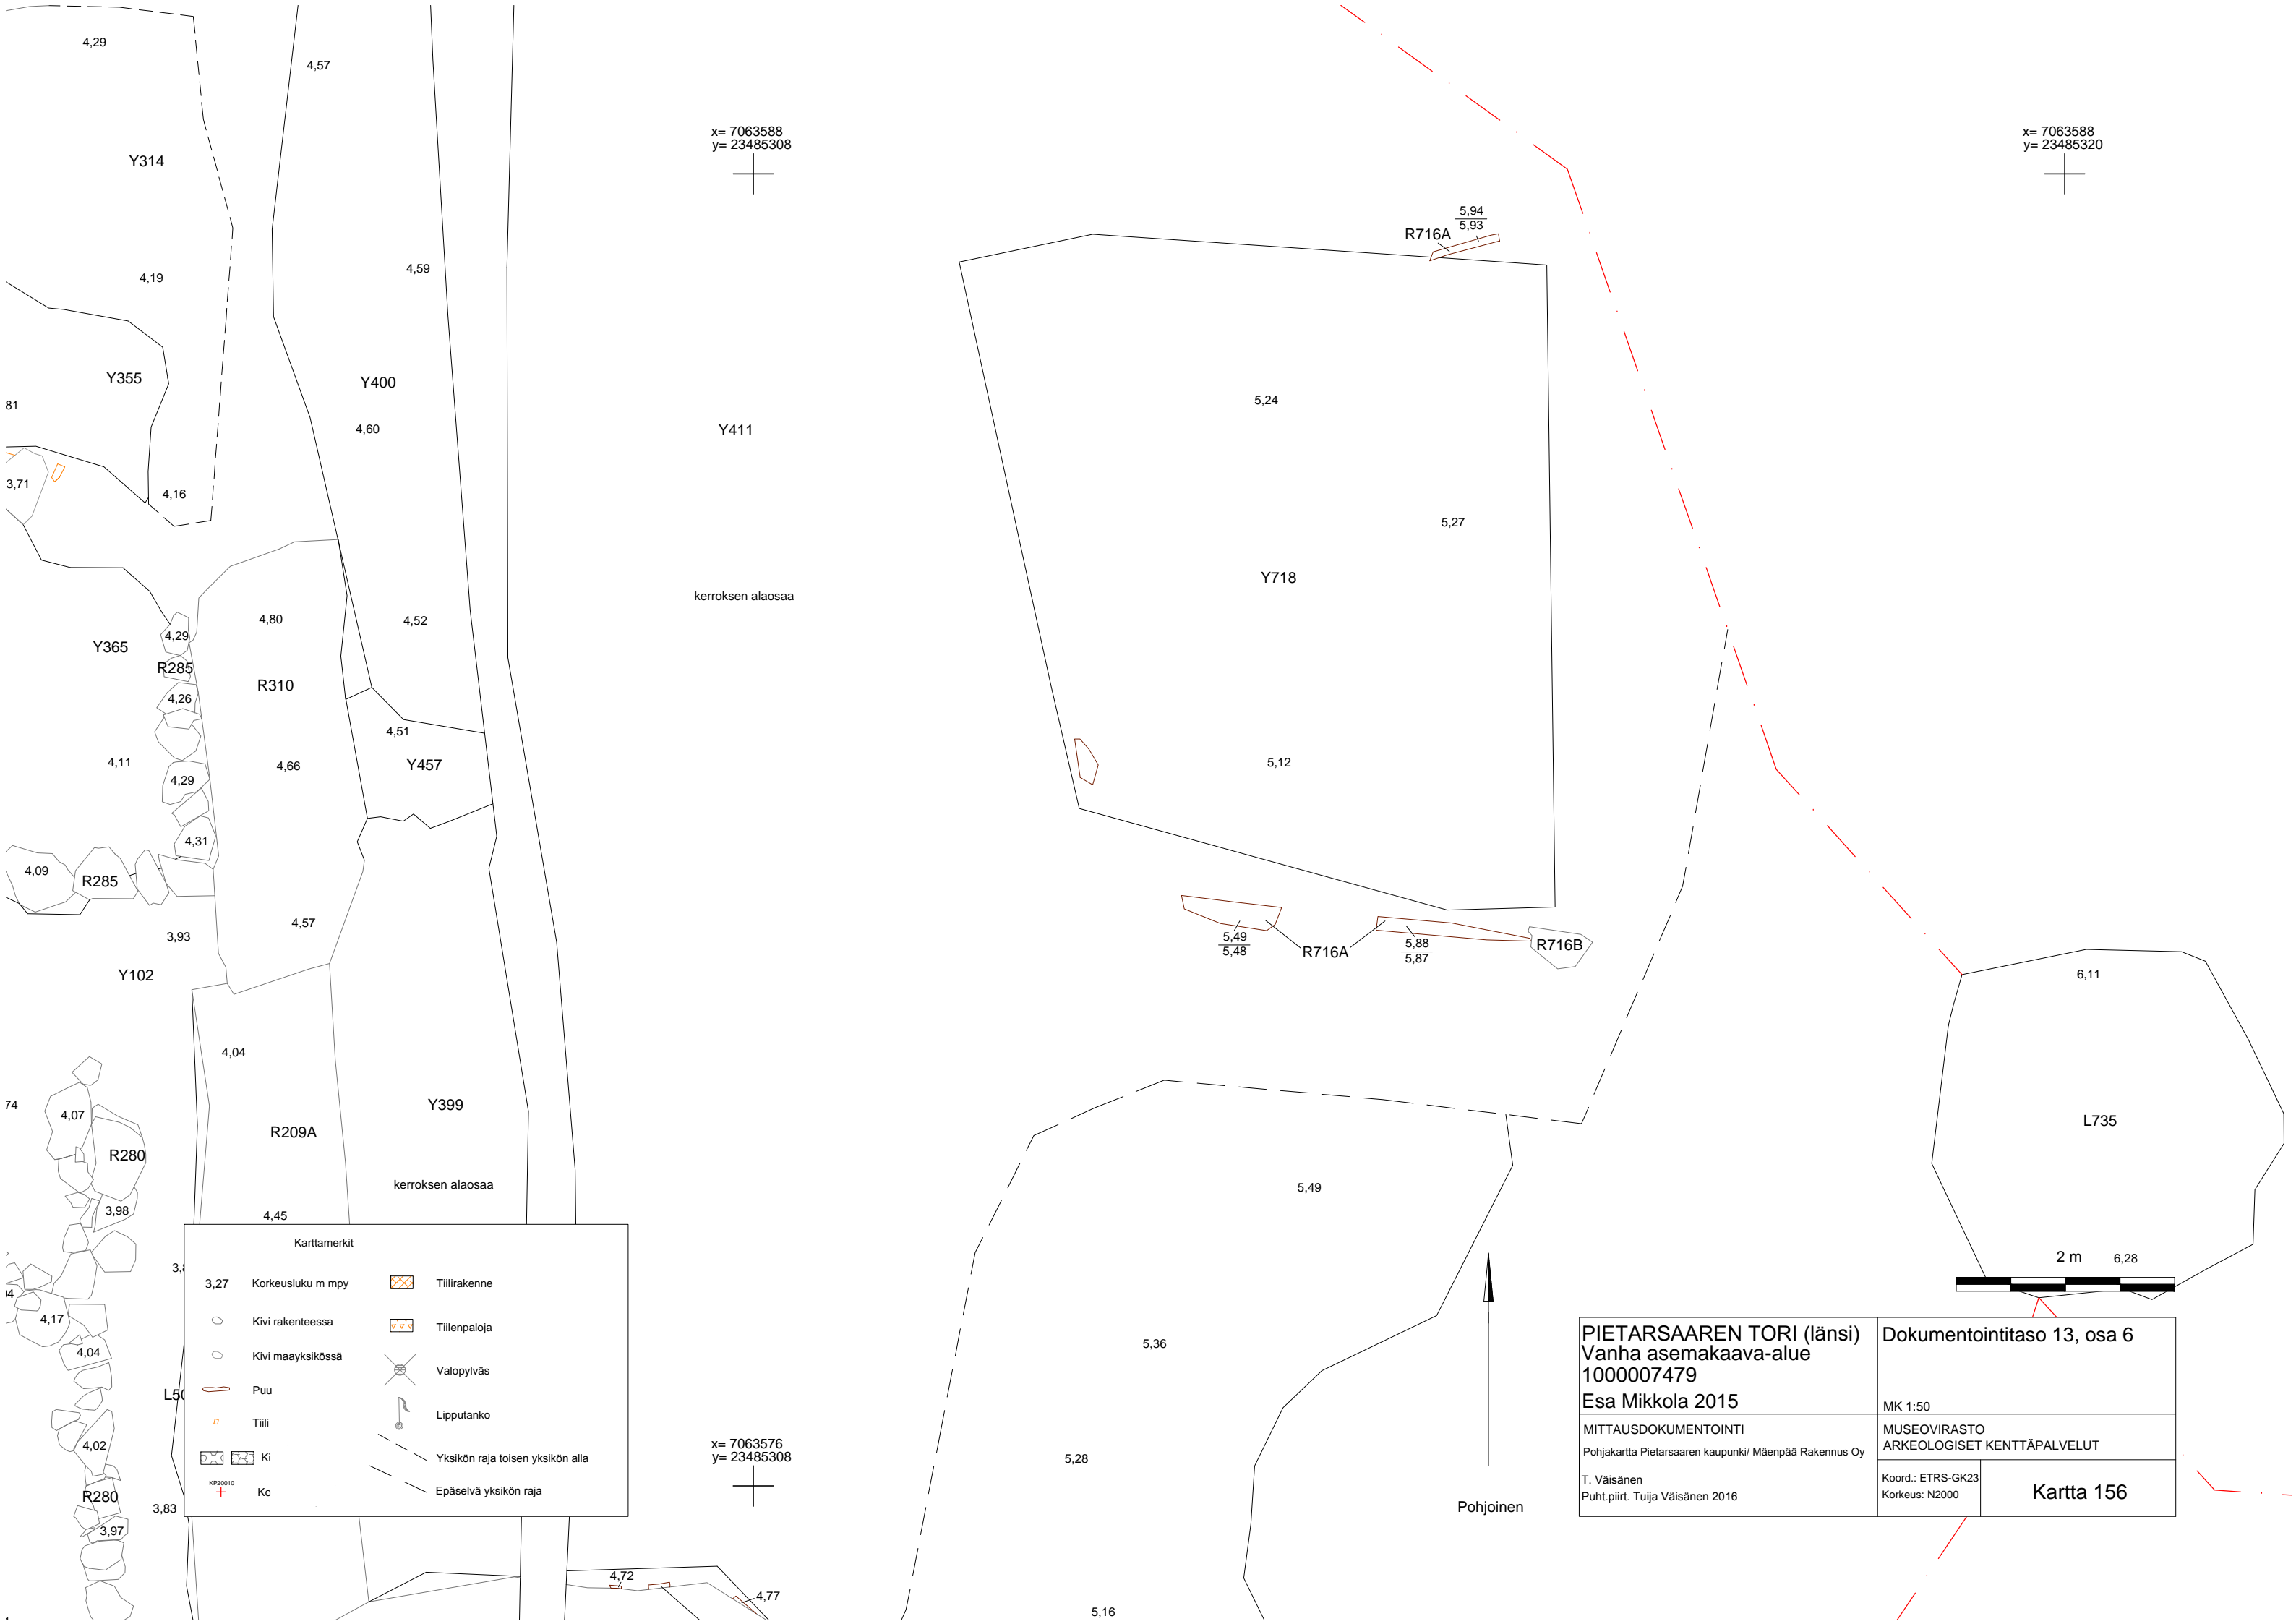 4,29
4,57
x= 7063588
y= 23485308
x= 7063588
y= 23485320
Y314
5,94
5,93
R716A
4,59
4,19
Y355
Y400
81
5,24
4,60
Y411
3,71
4,16
5,27
Y718
kerroksen alaosaa
4,80
4,52
4,29
Y365
R285
R310
4,26
4,51
4,11
4,66
Y457
5,12
4,29
4,31
4,09
R285
4,57
3,93
5,49
5,48
R716A
5,88
5,87
R716B
Y102
6,11
4,04
74
4,07
Y399
R209A
L735
R280
kerroksen alaosaa
5,49
3,98
4,45
2 m
6,28
4,17
5,36
4,04
4,02
5,28
R280
3,83
3,97
Karttamerkit
3,27 Korkeusluku m mpy
Kivi rakenteessa
Kivi maayksikössä
Puu
Tiili
Ki
KP20010
Ko
Tiilirakenne
Tiilenpaloja
Valopylväs
Lipputanko
Yksikön raja toisen yksikön alla
Epäselvä yksikön raja
x= 7063576
y= 23485308
Pohjoinen
4,72
4,77
5,16
PIETARSAAREN TORI (länsi)
Vanha asemakaava-alue
1000007479
Esa Mikkola 2015
Dokumentointitaso 13, osa 6
MK 1:50
MITTAUSDOKUMENTOINTI
Pohjakartta Pietarsaaren kaupunki/ Mäenpää Rakennus Oy
T. Väisänen
Puht.piirt. Tuija Väisänen 2016
MUSEOVIRASTO
ARKEOLOGISET KENTTÄPALVELUT
Koord.: ETRS-GK23
Korkeus: N2000
Kartta 156